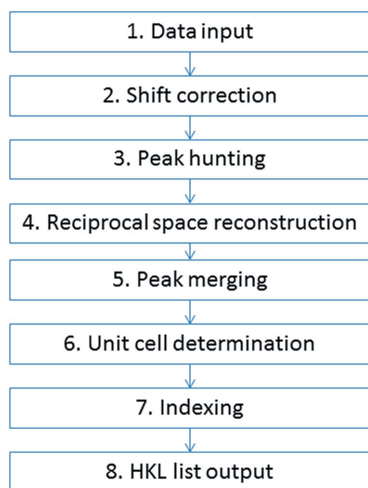 1. Data input
2. Shift correction
3. Peak hunting
4. Reciprocal space reconstruction
5. Peak merging
6. Unit cell determination
7. Indexing
8. HKL list output